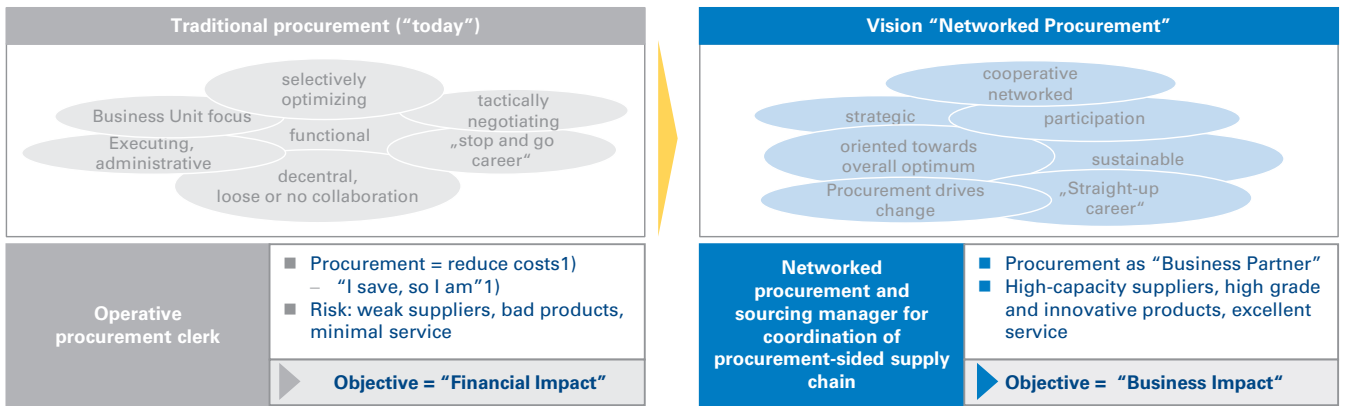 Traditional procurement (“today”)
selectively
optimizing
Business Unit focus
tactically
negotiating
functional
Executing,
administrative
„stop and go
career“
decentral,
loose or no collaboration
Operative
procurement clerk
■ Procurement = reduce costs1)
– “I save, so I am”1)
■ Risk: weak suppliers, bad products,
minimal service
Objective = “Financial Impact”
Vision “Networked Procurement”
cooperative
networked
strategic
participation
oriented towards
overall optimum
sustainable
Procurement drives
change
„Straight-up
career“
Networked
procurement and
sourcing manager for
coordination of
procurement-sided supply
chain
■ Procurement as “Business Partner”
■ High-capacity suppliers, high grade
and innovative products, excellent
service
Objective = “Business Impact“